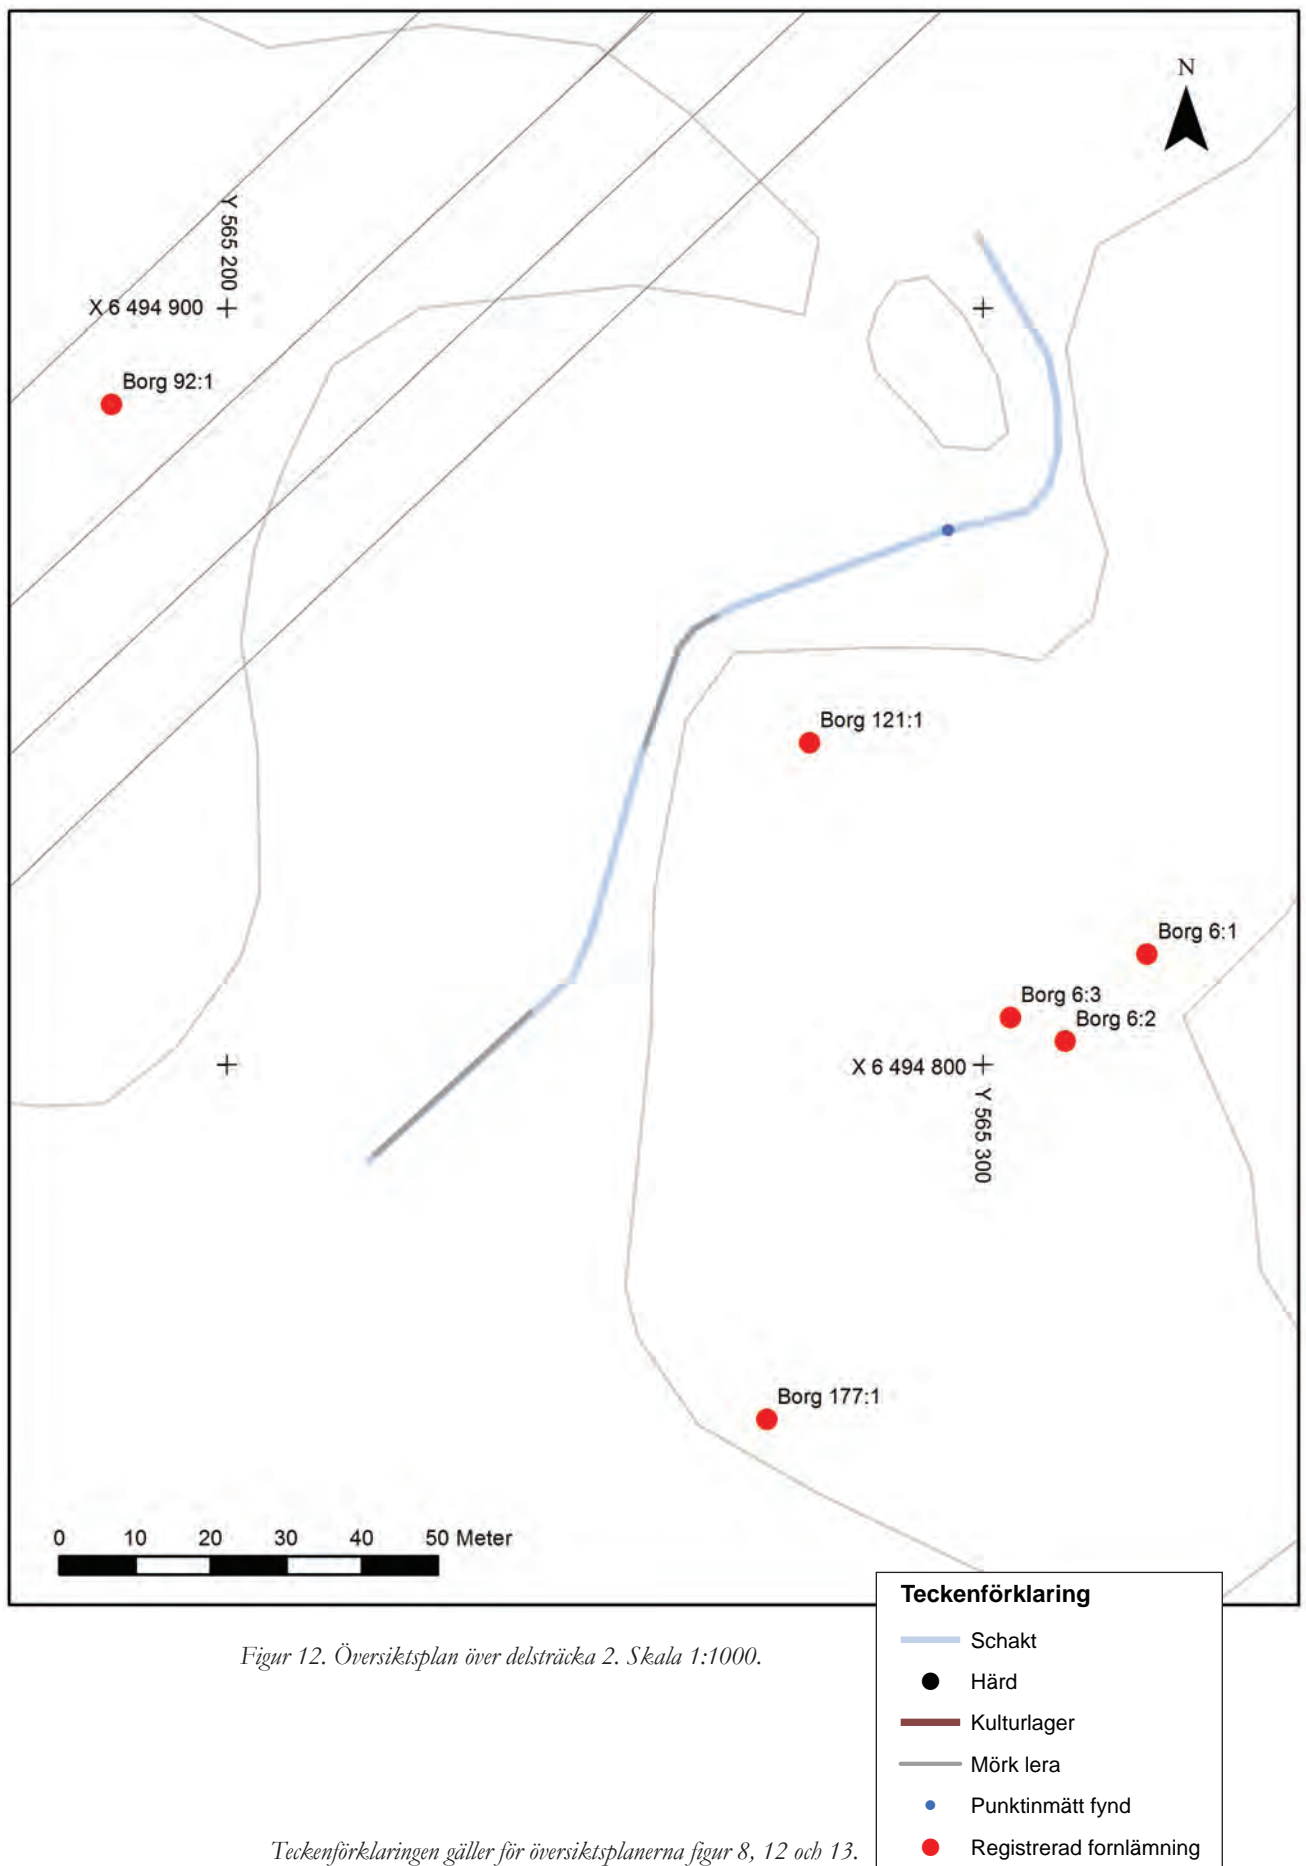 N
Y 565 200
X 6 494 900
Borg 92:1
Borg 121:1
Borg 6:1
Borg 6:3
Borg 6:2
X 6 494 800
Y 565 300
Borg 177:1
0 10 20 30 40 50 Meter
Teckenförklaring
Schakt
Härd
Kulturlager
Mörk lera
Punktinmätt fynd
Registrerad fornlämning
Figur 12. Översiktsplan över delsträcka 2. Skala 1:1000.
Teckenförklaringen gäller för översiktsplanerna figur 8, 12 och 13.